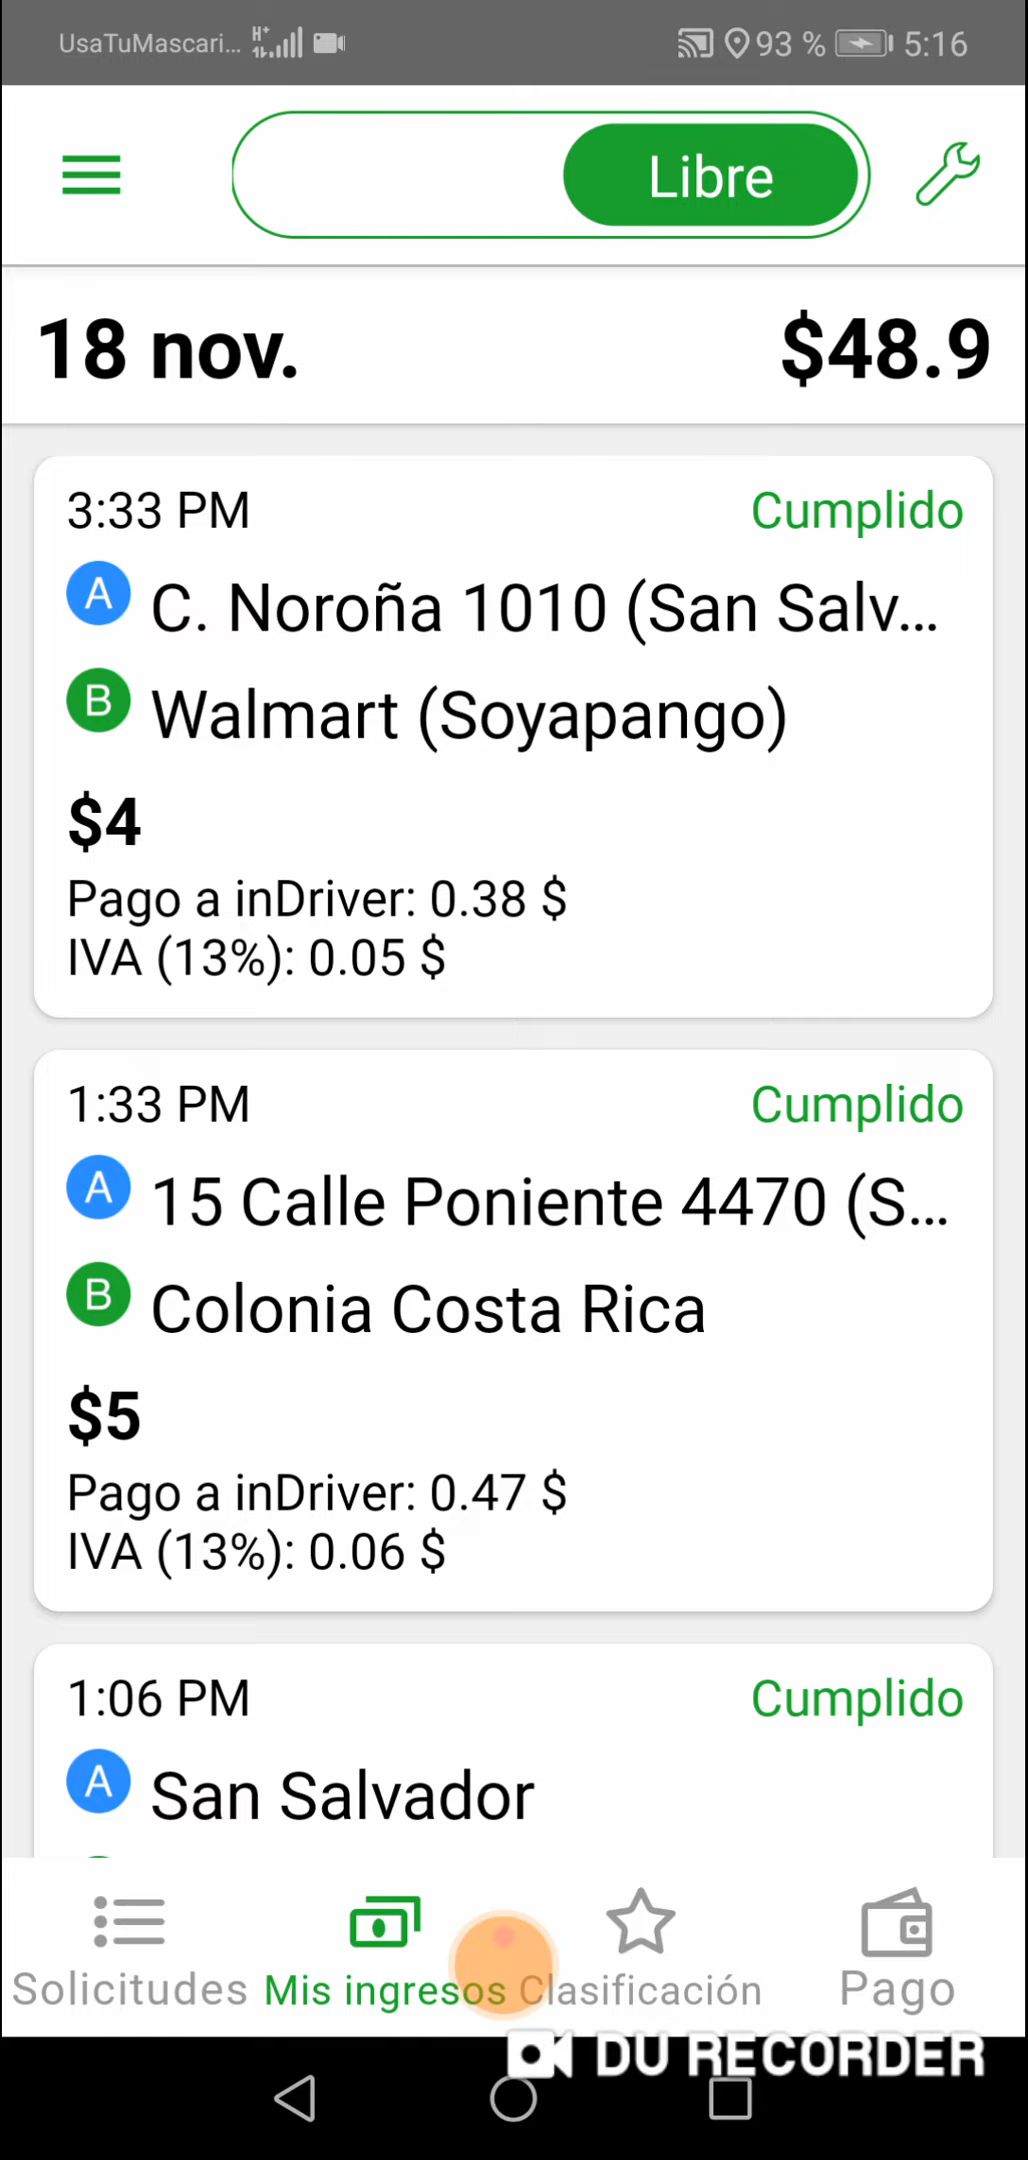 UsaTuMascari... H+ 93 % 5:16
Libre
18 nov. $48.9
3:33 PM Cumplido
A C. Noroña 1010 (San Salv...
B Walmart (Soyapango)
$4
Pago a inDriver: 0.38 $
IVA (13%): 0.05 $
1:33 PM Cumplido
A 15 Calle Poniente 4470 (S...
B Colonia Costa Rica
$5
Pago a inDriver: 0.47 $
IVA (13%): 0.06 $
1:06 PM Cumplido
A San Salvador
Solicitudes Mis ingresos Clasificación Pago
DU RECORDER